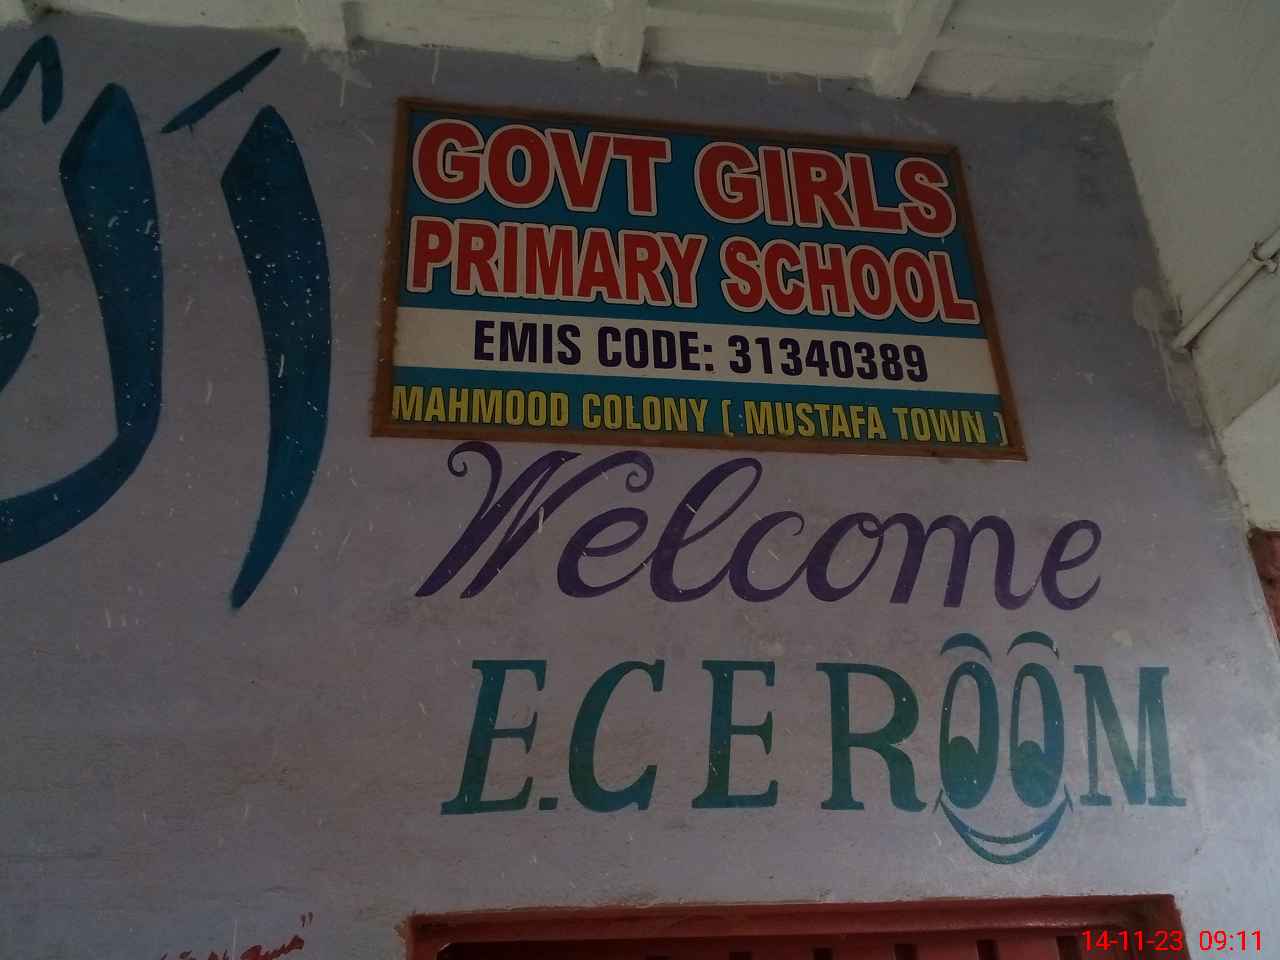 GOVT GIRLS
PRIMARY SCHOOL
EMIS CODE: 31340389
MAHMOOD COLONY ( MUSTAFA TOWN )
Welcome
E.C E ROOM
14-11-23 09:11